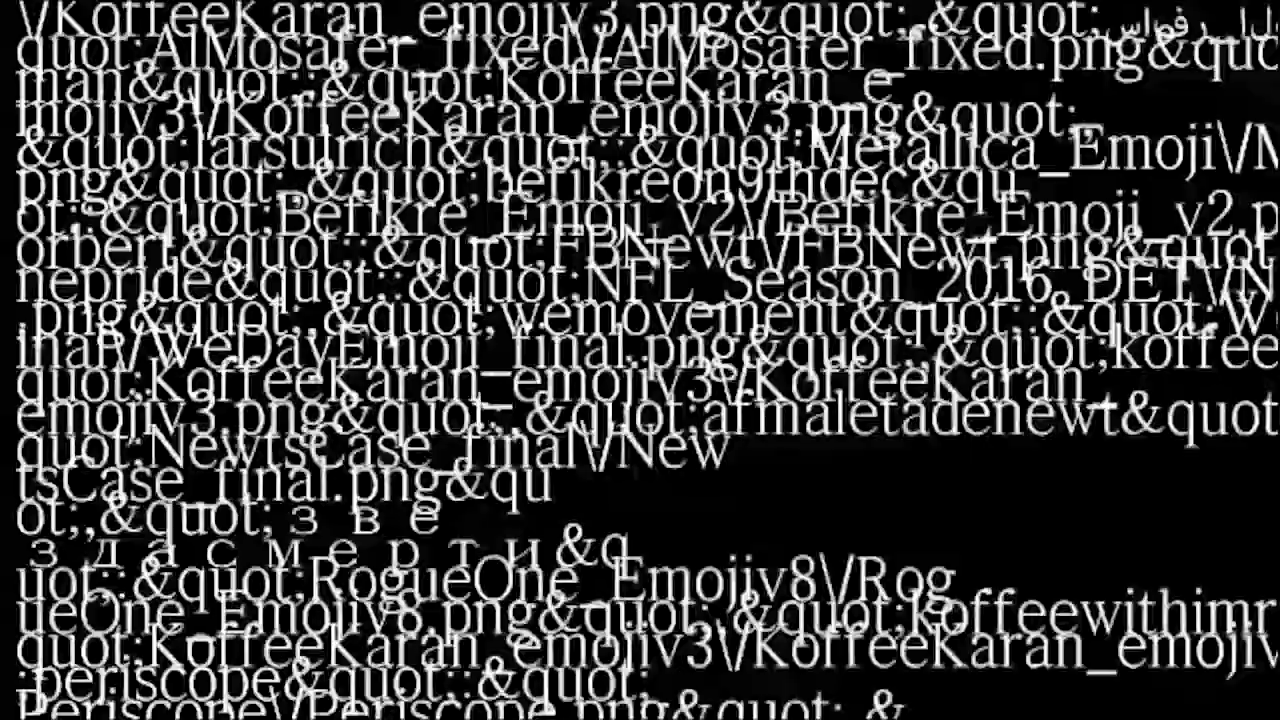 \/KoffeeKaran_emojiv3.png&quot;,&quot;
quot;AlMosafer_fixed\/AlMosafer_fixed.png&quo
man&quot;:&quot;KoffeeKaran_e
mojiv3\/KoffeeKaran_emojiv3.png&quot;,
&quot;larsulrich&quot;:&quot;Metallica_Emoji\/M
png&quot;,&quot;befikreon9thdec&qu
ot;:&quot;Befikre_Emoji_v2\/Befikre_Emoji_v2.p
orbert&quot;:&quot;FBNewt\/FBNewt.png&quot
nepride&quot;:&quot;NFL_Season_2016_DET\/N
.png&quot;,&quot;wemovement&quot;:&quot;W
inal\/WeDayEmoji_final.png&quot;,&quot;koffee
quot;KoffeeKaran_emojiv3\/KoffeeKaran_
emojiv3.png&quot;,&quot;afmaletadenewt&quot
quot;NewtsCase_final\/New
tsCase_final.png&qu
ot;,&quot;зве
здасмерти&q
uot;:&quot;RogueOne_Emojiv8\/Rog
ueOne_Emojiv8.png&quot;,&quot;koffeewithimr
quot;KoffeeKaran_emojiv3\/KoffeeKaran_emojiv
;periscope&quot;:&quot;
Periscope\/Periscope.png&quot;,&